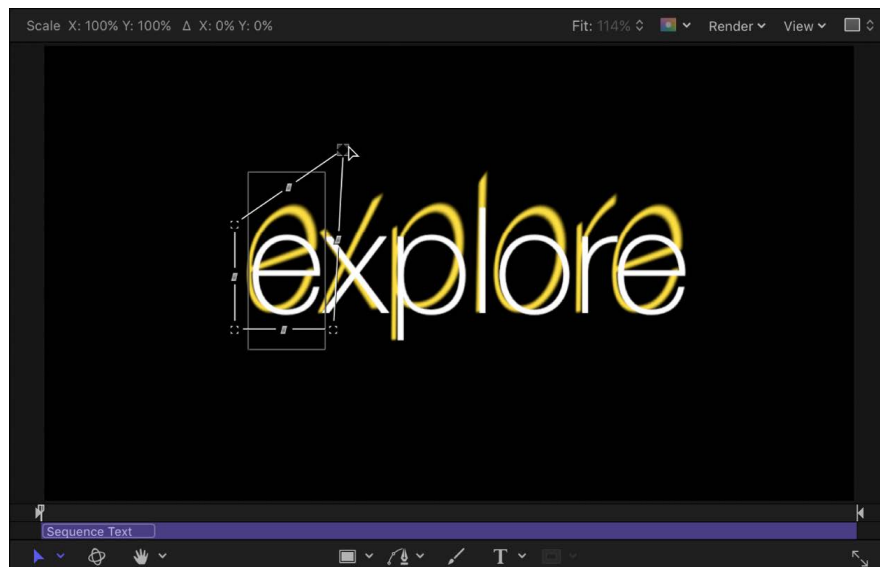 Scale X: 100% Y: 100% Δ X: 0% Y: 0% Fit: 114% Render View
explore
Sequence Text
T